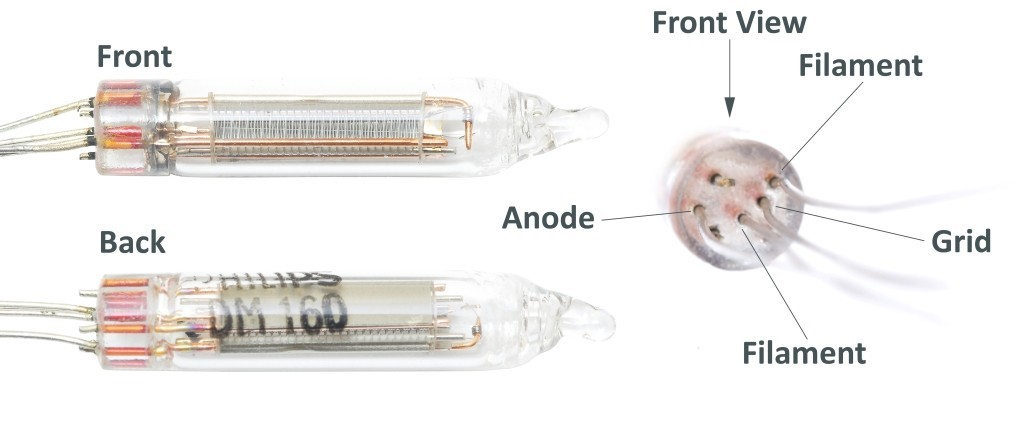 Front View
Front
Filament
Anode
Grid
Back
PHILIPS
DM 160
Filament